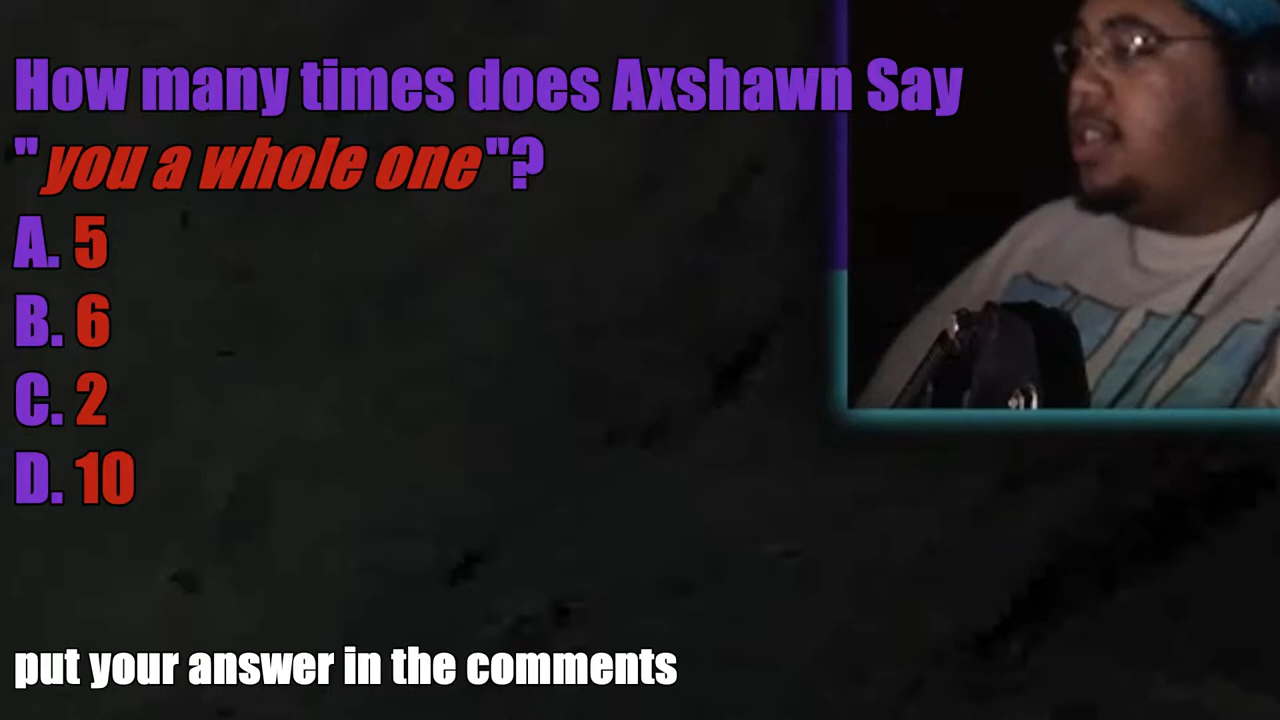 How many times does Axshawn Say
"you a whole one"?
A. 5
B. 6
C. 2
D. 10
put your answer in the comments